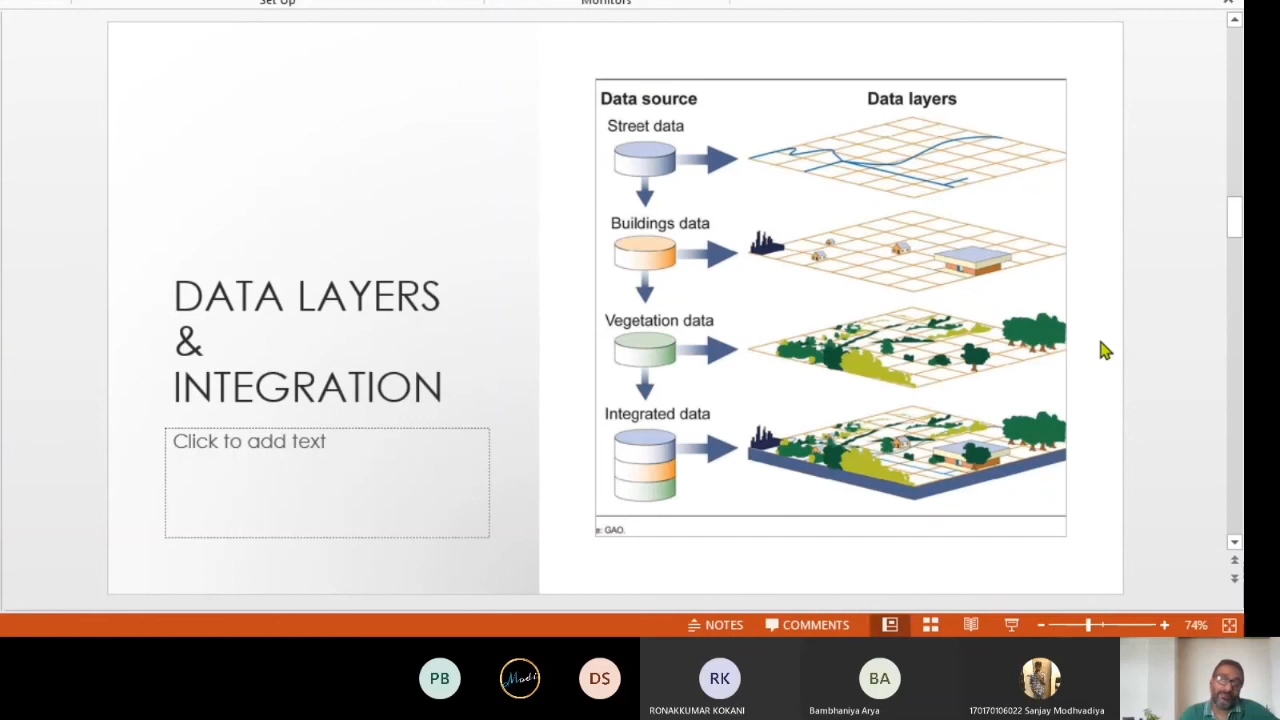 Set Up
Monitors
DATA LAYERS
&
INTEGRATION
Click to add text
Data source
Data layers
Street data
Buildings data
Vegetation data
Integrated data
e: GAO.
NOTES
COMMENTS
74%
PB
Modi
DS
RK
RONAKKUMAR KOKANI
BA
Bambhaniya Arya
170170106022 Sanjay Modhvadiya